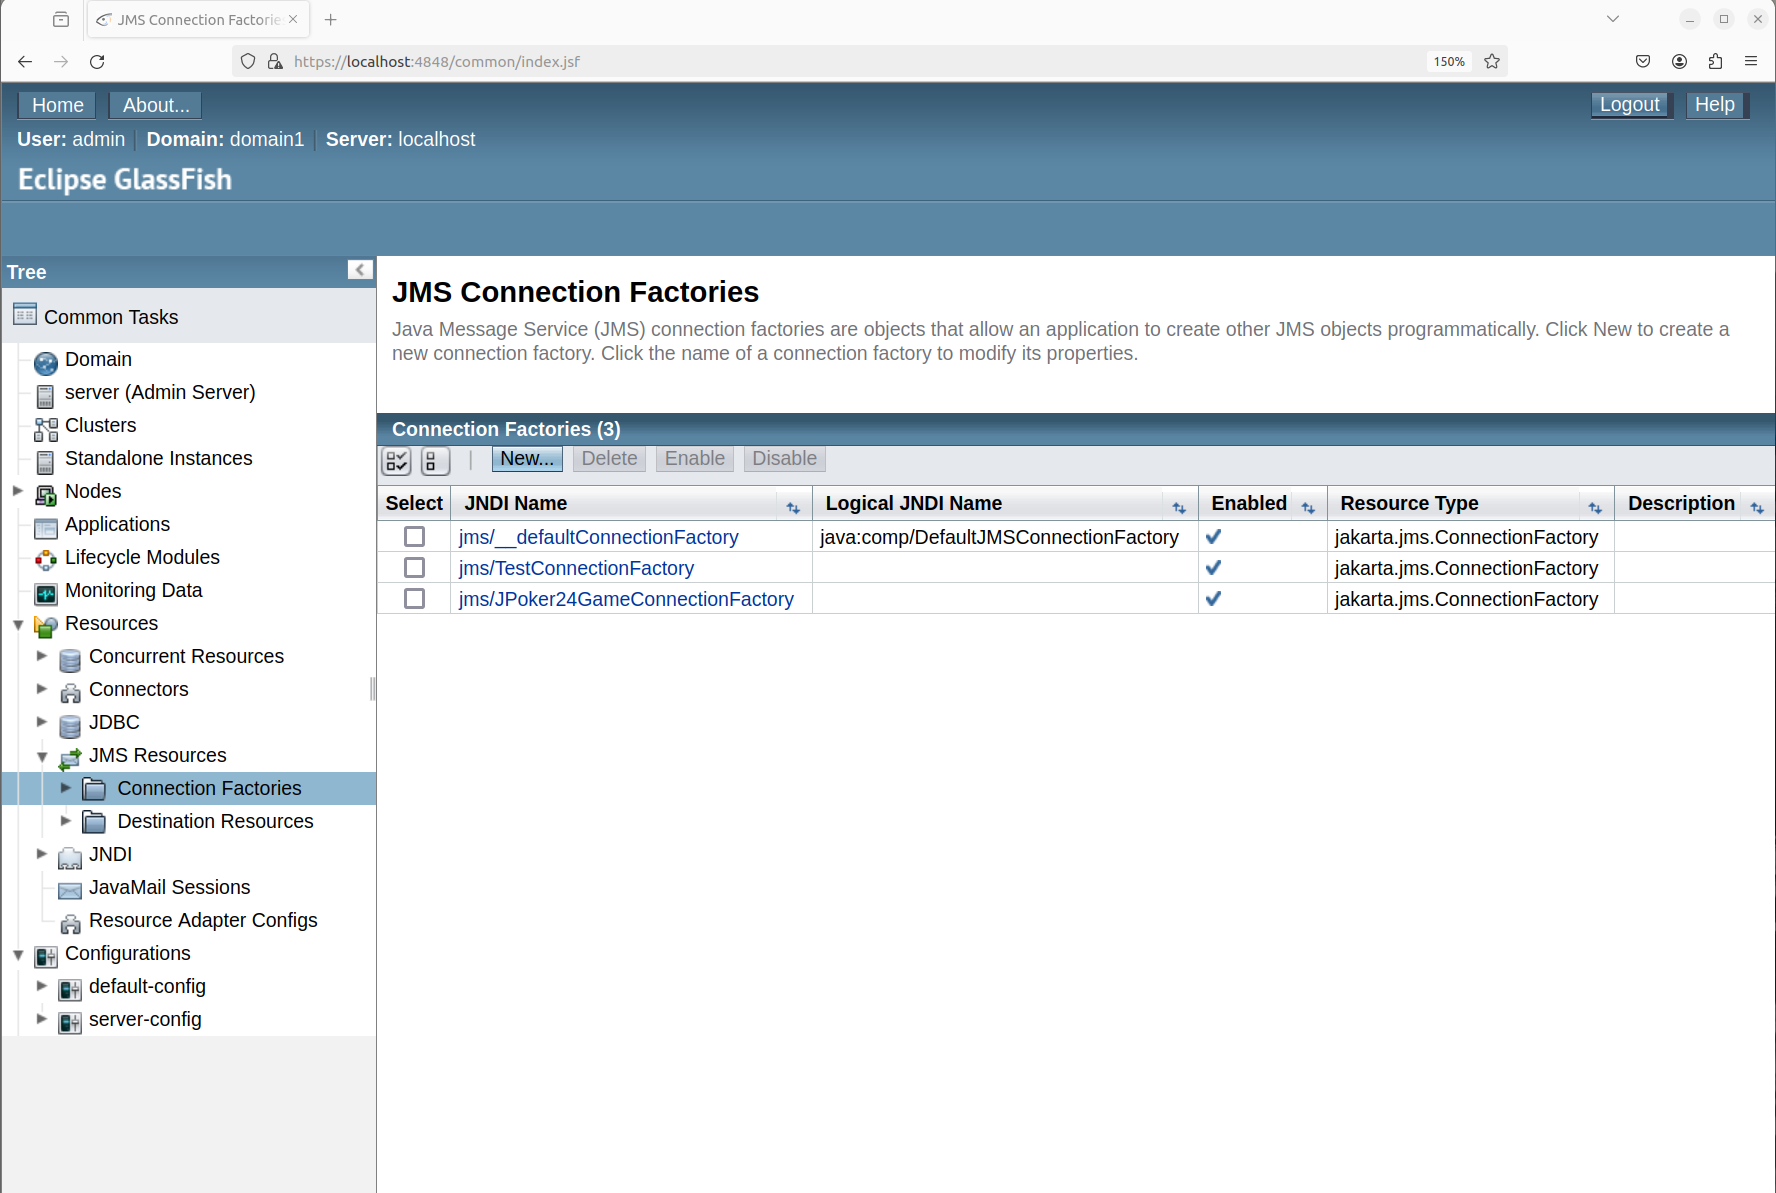 JMS Connection Factorie
https://localhost:4848/common/index.jsf
150%
Home
About...
Logout
Help
User: admin
Domain: domain1
Server: localhost
Eclipse GlassFish
Tree
Common Tasks
Domain
server (Admin Server)
Clusters
Standalone Instances
Nodes
Applications
Lifecycle Modules
Monitoring Data
Resources
Concurrent Resources
Connectors
JDBC
JMS Resources
Connection Factories
Destination Resources
JNDI
JavaMail Sessions
Resource Adapter Configs
Configurations
default-config
server-config
JMS Connection Factories
Java Message Service (JMS) connection factories are objects that allow an application to create other JMS objects programmatically. Click New to create a
new connection factory. Click the name of a connection factory to modify its properties.
Connection Factories (3)
New...
Delete
Enable
Disable
Select
JNDI Name
Logical JNDI Name
Enabled
Resource Type
Description
jms/__defaultConnectionFactory
java:comp/DefaultJMSConnectionFactory
jakarta.jms.ConnectionFactory
jms/TestConnectionFactory
jakarta.jms.ConnectionFactory
jms/JPoker24GameConnectionFactory
jakarta.jms.ConnectionFactory